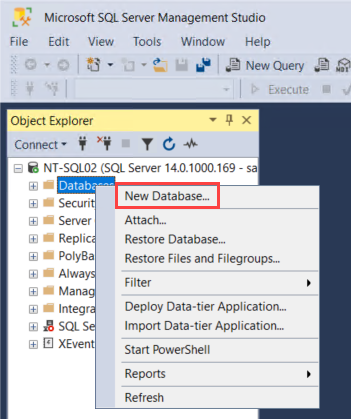 Microsoft SQL Server Management Studio
File Edit View Tools Window Help
New Query
Execute
Object Explorer
Connect
NT-SQL02 (SQL Server 14.0.1000.169 - sa
Databases
New Database...
Securit
Attach...
Server
Restore Database...
Replica
Restore Files and Filegroups...
PolyBa
Always
Filter
Manag
Deploy Data-tier Application...
Integra
Import Data-tier Application...
SQL Se
XEvent
Start PowerShell
Reports
Refresh